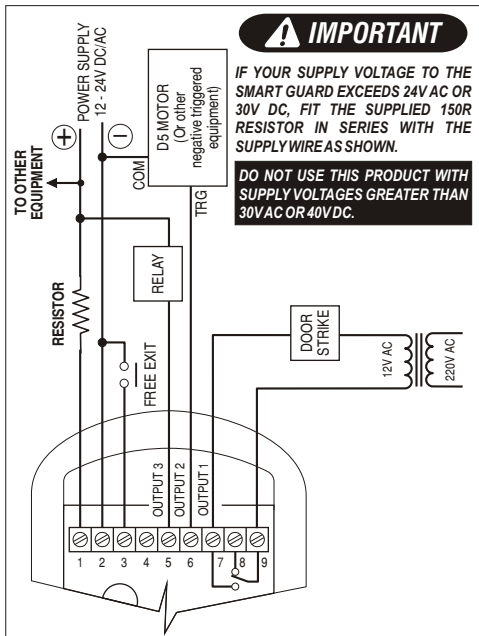 IMPORTANT
IF YOUR SUPPLY VOLTAGE TO THE
SMART GUARD EXCEEDS 24V AC OR
30V DC, FIT THE SUPPLIED 150R
RESISTOR IN SERIES WITH THE
SUPPLY WIRE AS SHOWN.
DO NOT USE THIS PRODUCT WITH
SUPPLY VOLTAGES GREATER THAN
30V AC OR 40V DC.
POWER SUPPLY
12 - 24V DC/AC
+
–
D5 MOTOR
(Or other
negative triggered
equipment)
COM
TRG
TO OTHER
EQUIPMENT
RELAY
RESISTOR
FREE EXIT
DOOR
STRIKE
12V AC
220V AC
OUTPUT 3
OUTPUT 2
OUTPUT 1
1 2 3 4 5 6 7 8 9